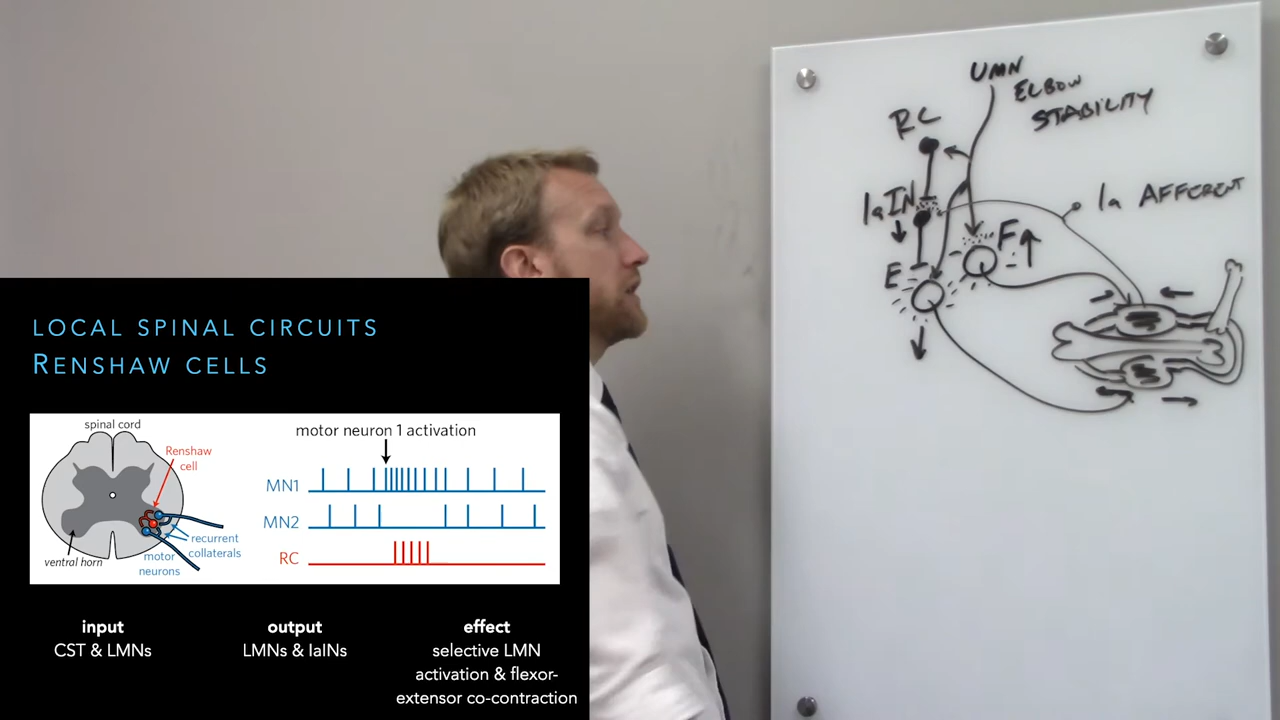 LOCAL SPINAL CIRCUITS
RENSHAW CELLS
spinal cord
Renshaw
cell
recurrent
collaterals
motor
neurons
ventral horn
motor neuron 1 activation
MN1
MN2
RC
input
CST & LMNs
output
LMNs & IaINs
effect
selective LMN
activation & flexor-
extensor co-contraction
UMN
ELBOW
STABILITY
RC
IaIN
Ia AFFERENT
F
E